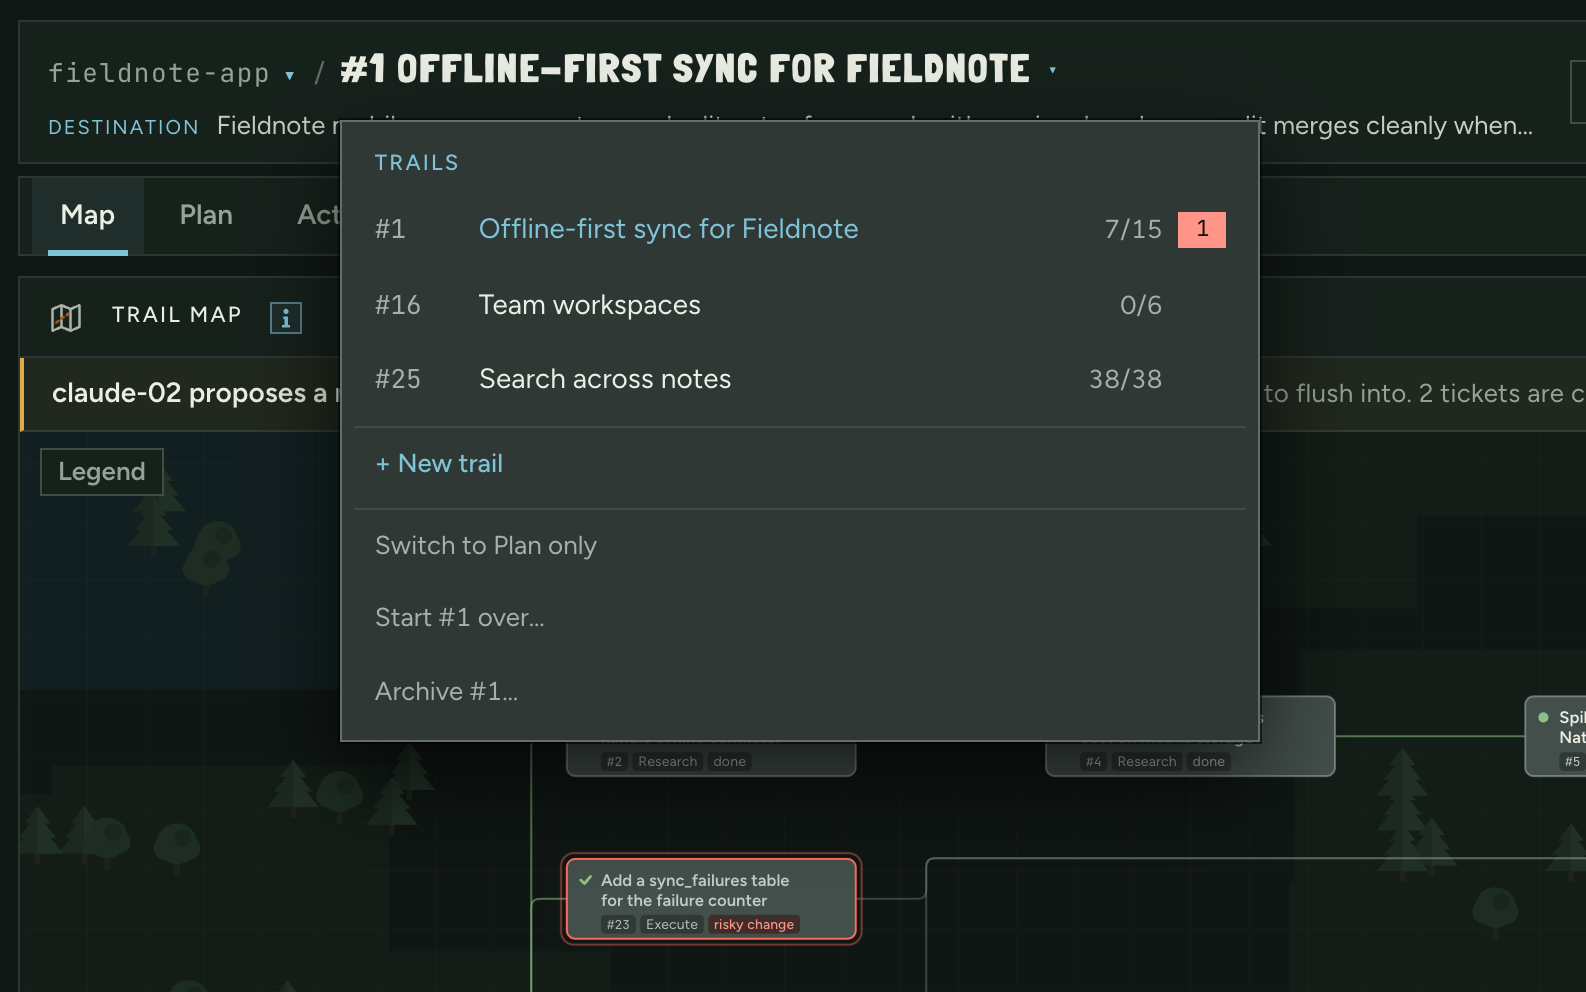 fieldnote-app ▾ / #1 OFFLINE-FIRST SYNC FOR FIELDNOTE ▾
DESTINATION Fieldnote merges cleanly when...
Map Plan
TRAILS
#1 Offline-first sync for Fieldnote 7/15 1
#16 Team workspaces 0/6
#25 Search across notes 38/38
+ New trail
Switch to Plan only
Start #1 over...
Archive #1...
TRAIL MAP i
claude-02 proposes a to flush into. 2 tickets are
Legend
#2 Research done
#4 Research done
#5
Add a sync_failures table
for the failure counter
#23 Execute risky change